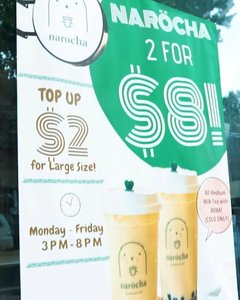 narocha
NARÖCHA
2 FOR
$8!
TOP UP
$2
for Large Size!
Monday - Friday
3PM-8PM
All Medium
Milk Tea with
BOBA!
(COLD ONLY)
narocha
narocha